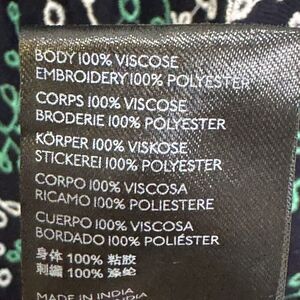 BODY 100% VISCOSE
EMBROIDERY 100% POLYESTER
CORPS 100% VISCOSE
BRODERIE 100% POLYESTER
KÖRPER 100% VISKOSE
STICKEREI 100% POLYESTER
CORPO 100% VISCOSA
RICAMO 100% POLIESTERE
CUERPO 100% VISCOSA
BORDADO 100% POLIÉSTER
身体 100% 粘胶
刺繡 100% 涤纶
MADE IN INDIA
INDIA